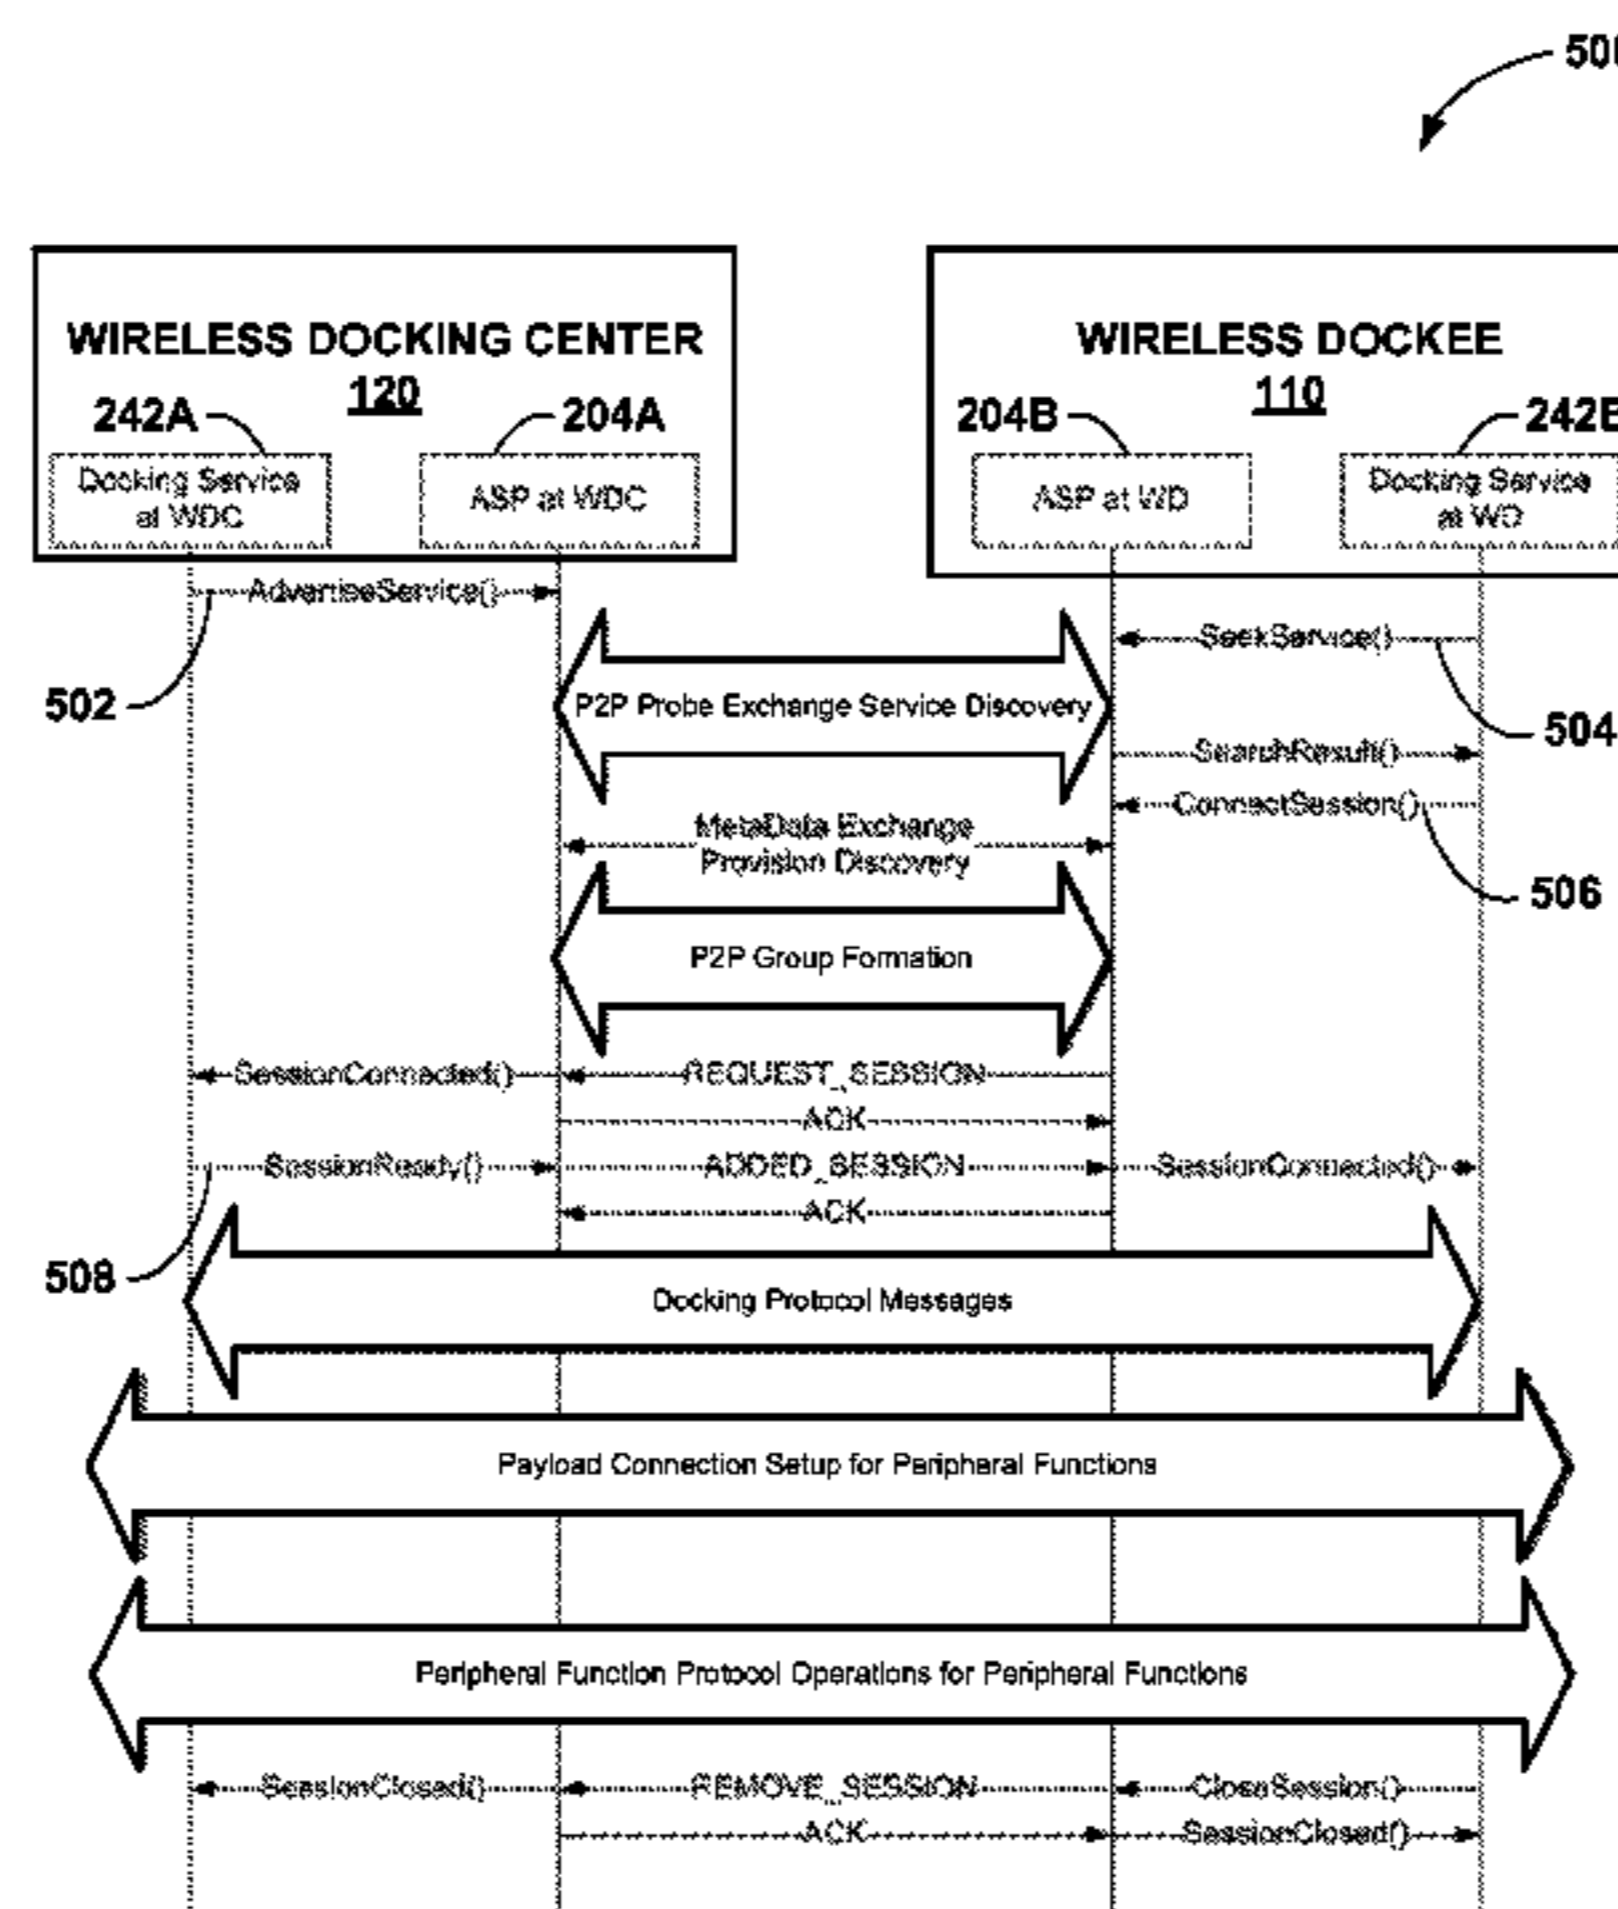 500
WIRELESS DOCKING CENTER
120
WIRELESS DOCKEE
110
242A
204A
204B
242B
Docking Service
at WDC
ASP at WDC
ASP at WD
Docking Service
at WD
AdvertiseService()
SeekService()
502
P2P Probe Exchange Service Discovery
504
SearchResult()
ConnectSession()
MetaData Exchange
Provision Discovery
506
P2P Group Formation
SessionConnected()
REQUEST_SESSION
ACK
SessionReady()
ADDED_SESSION
SessionConnected()
ACK
508
Docking Protocol Messages
Payload Connection Setup for Peripheral Functions
Peripheral Function Protocol Operations for Peripheral Functions
SessionClosed()
REMOVE_SESSION
CloseSession()
ACK
SessionClosed()